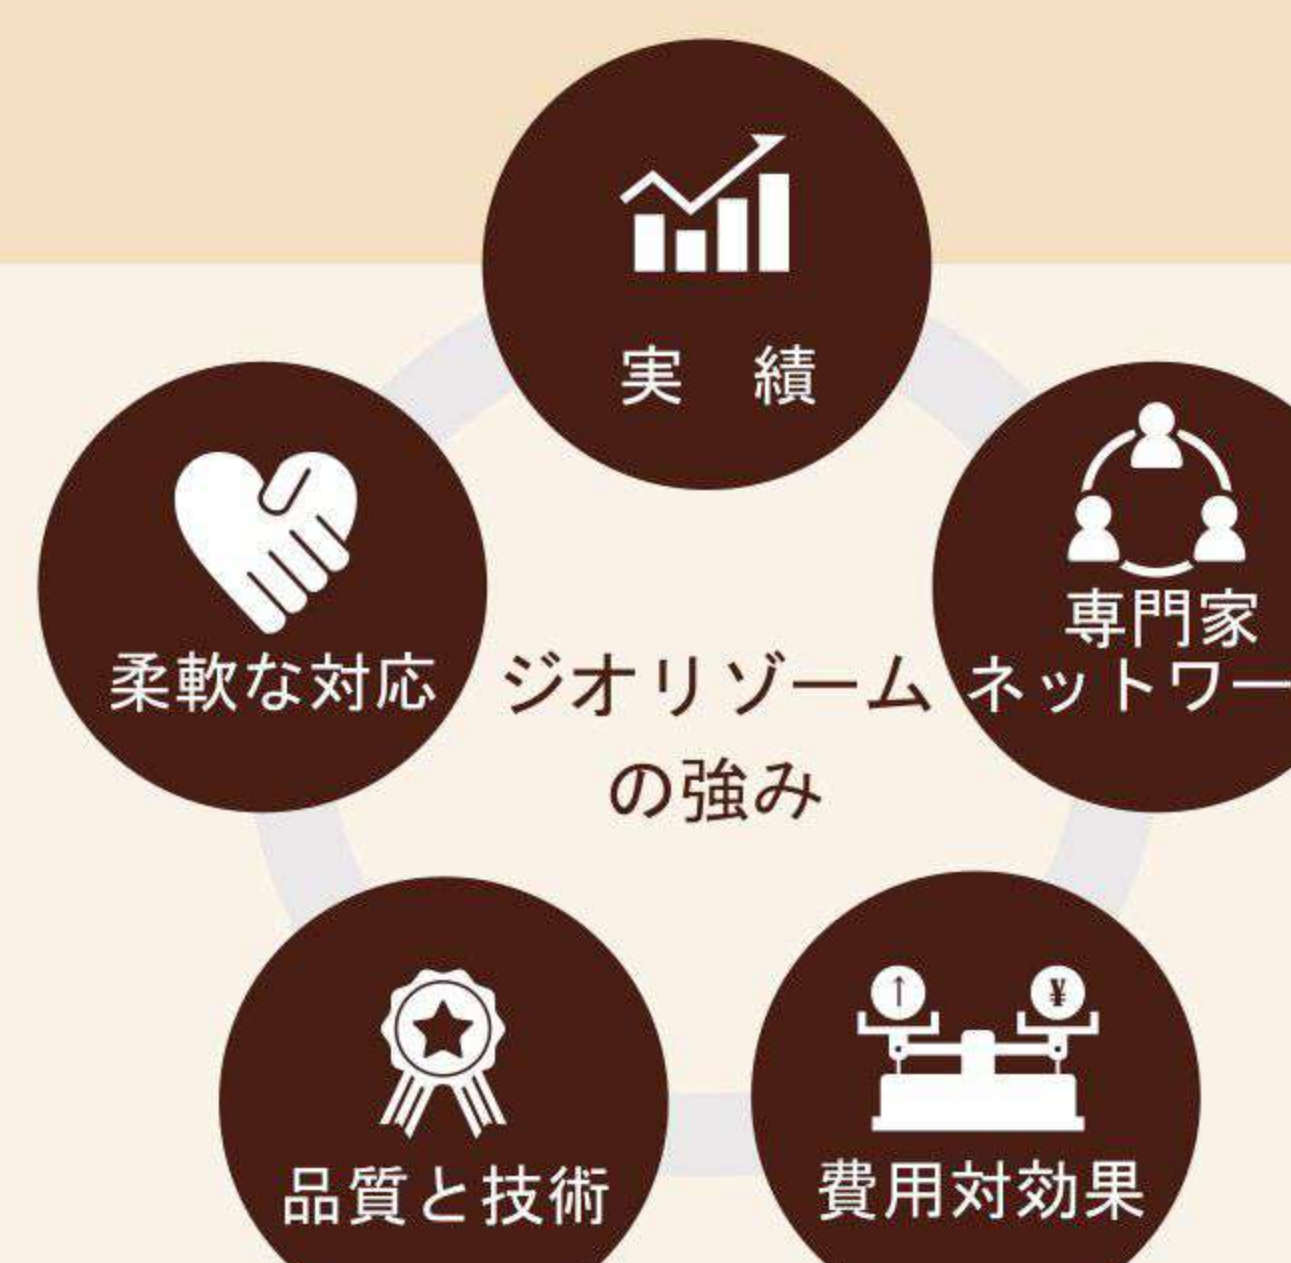 実　績
専門家
ネットワー
柔軟な対応
ジオリゾーム
の強み
↑
¥
品質と技術
費用対効果